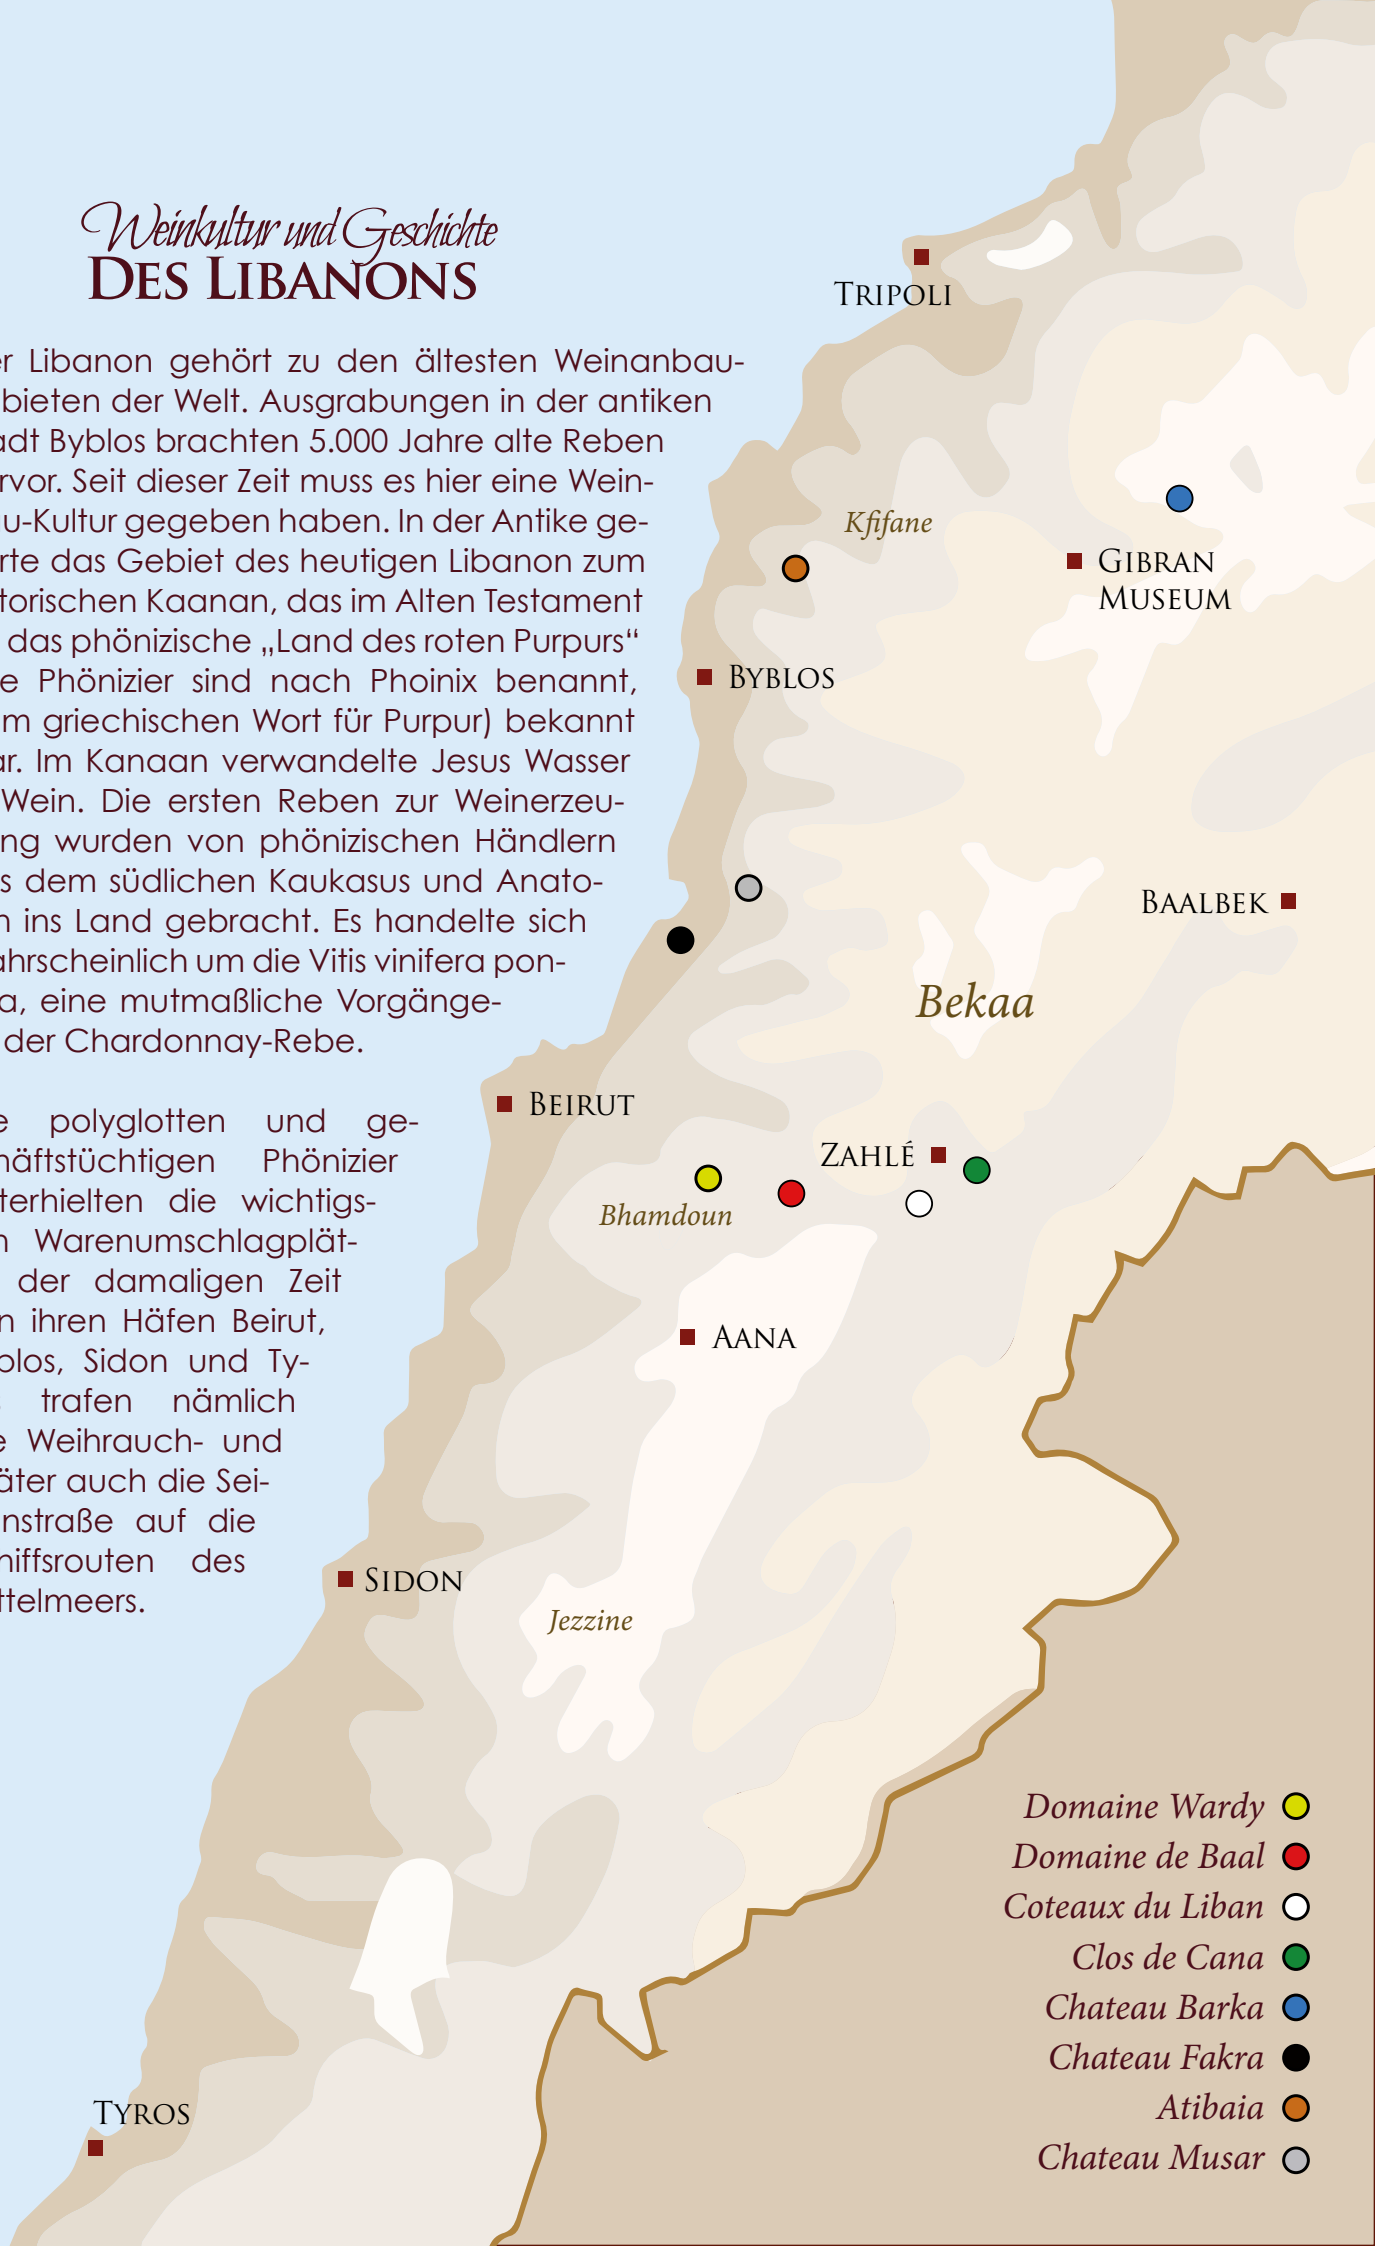 Weinkultur und Geschichte
DES LIBANONS
er Libanon gehört zu den ältesten Weinanbau-
bieten der Welt. Ausgrabungen in der antiken
adt Byblos brachten 5.000 Jahre alte Reben
rvor. Seit dieser Zeit muss es hier eine Wein-
u-Kultur gegeben haben. In der Antike ge-
rte das Gebiet des heutigen Libanon zum
torischen Kaanan, das im Alten Testament
das phönizische „Land des roten Purpurs“
e Phönizier sind nach Phoinix benannt,
m griechischen Wort für Purpur) bekannt
ar. Im Kanaan verwandelte Jesus Wasser
Wein. Die ersten Reben zur Weinerzeu-
ng wurden von phönizischen Händlern
s dem südlichen Kaukasus und Anato-
n ins Land gebracht. Es handelte sich
ahrscheinlich um die Vitis vinifera pon-
a, eine mutmaßliche Vorgänge-
der Chardonnay-Rebe.
e polyglotten und ge-
häftstüchtigen Phönizier
terhielten die wichtigs-
n Warenumschlagplät-
der damaligen Zeit
n ihren Häfen Beirut,
blos, Sidon und Ty-
s trafen nämlich
e Weihrauch- und
äter auch die Sei-
nstraße auf die
hiffsrouten des
ttelmeers.
TRIPOLI
Kfifane
GIBRAN
MUSEUM
BYBLOS
BAALBEK
Bekaa
BEIRUT
ZAHLÉ
Bhamdoun
AANA
SIDON
Jezzine
TYROS
Domaine Wardy
Domaine de Baal
Coteaux du Liban
Clos de Cana
Chateau Barka
Chateau Fakra
Atibaia
Chateau Musar